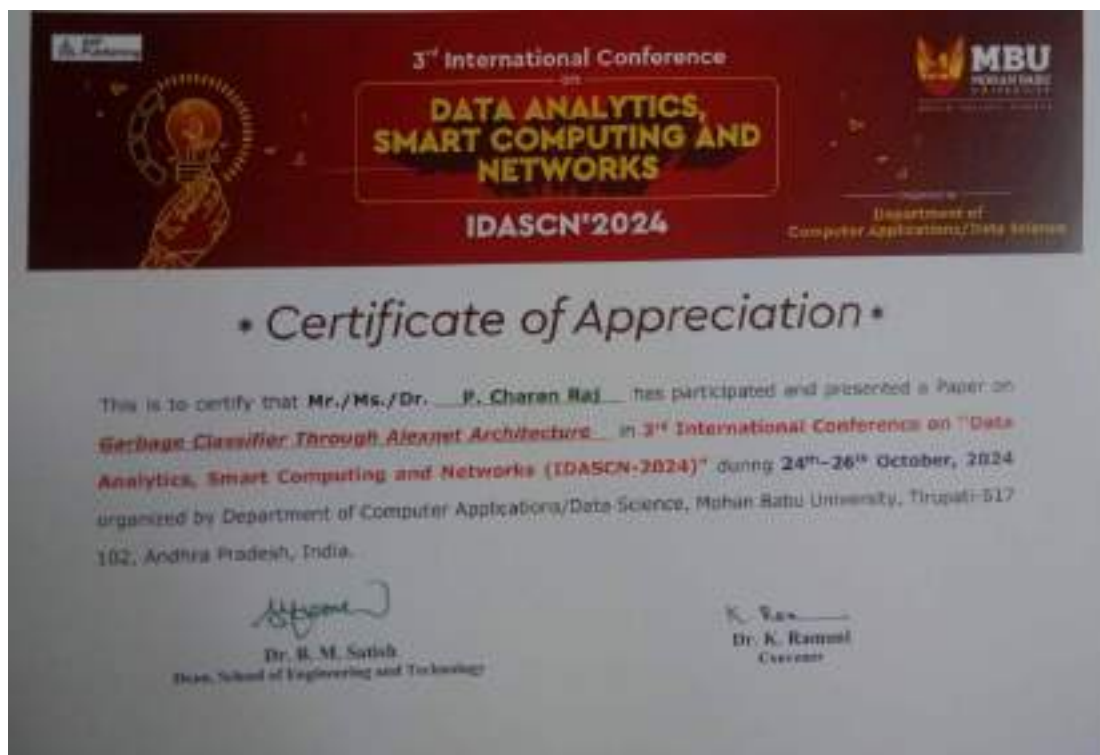 3rd International Conference
on
DATA ANALYTICS,
SMART COMPUTING AND
NETWORKS
IDASCN'2024
MBU
MOHAN BABU
UNIVERSITY
Department of
Computer Applications/Data Science
• Certificate of Appreciation •
This is to certify that Mr./Ms./Dr. P. Charan Raj has participated and presented a Paper on
Garbage Classifier Through Alexnet Architecture in 3rd International Conference on "Data
Analytics, Smart Computing and Networks (IDASCN-2024)" during 24th-26th October, 2024
organized by Department of Computer Applications/Data Science, Mohan Babu University, Tirupati-517
102, Andhra Pradesh, India.
Dr. B. M. Satish
Dean, School of Engineering and Technology
Dr. K.
Convenor